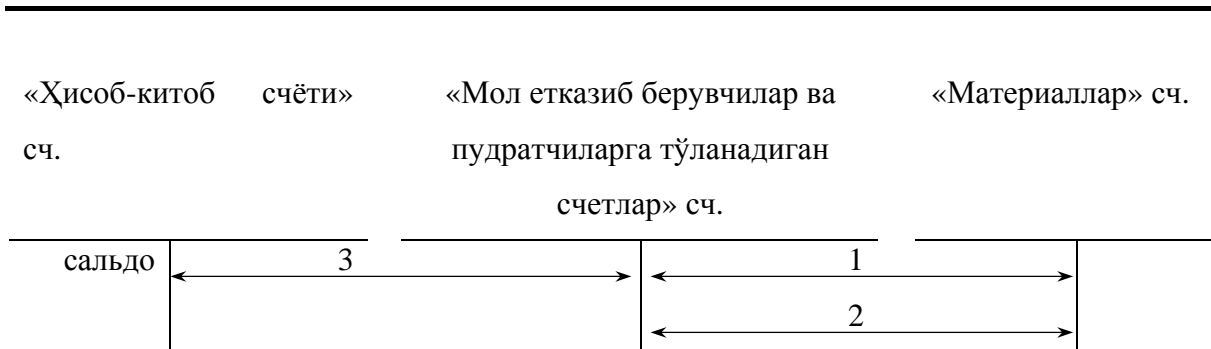 «Ҳисоб-китоб счёти»
сч.
«Мол етказиб берувчилар ва
пудратчиларга тўланадиган
счетлар» сч.
«Материаллар» сч.
сальдо
3
1
2